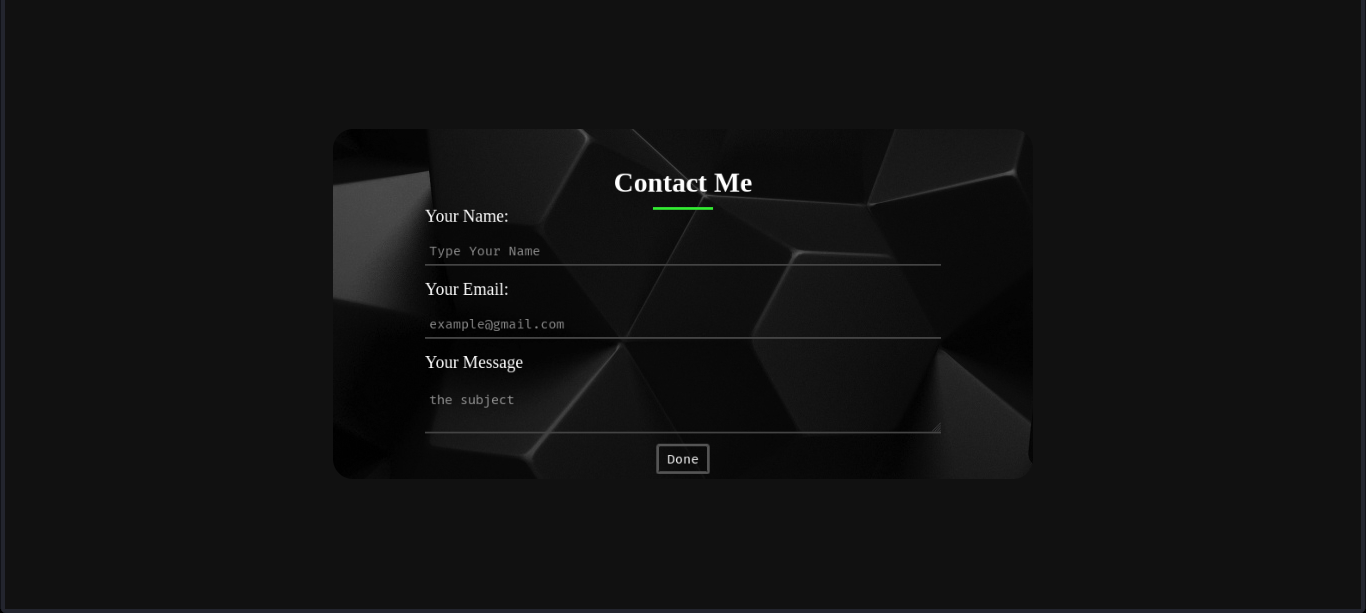 Contact Me
Your Name:
Type Your Name
Your Email:
example@gmail.com
Your Message
the subject
Done